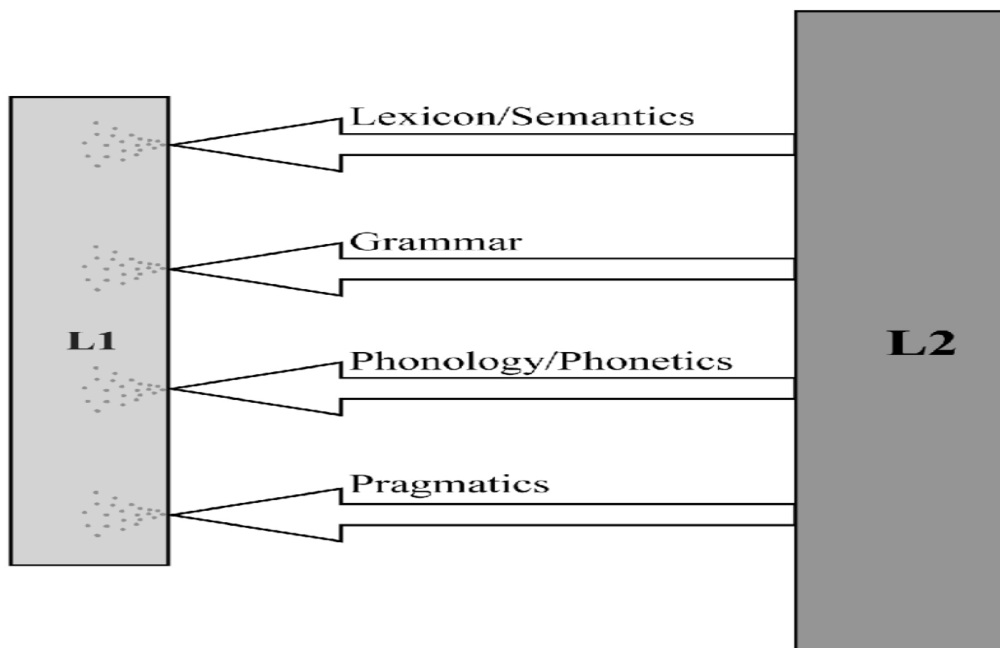 Lexicon/Semantics
Grammar
L1
L2
Phonology/Phonetics
Pragmatics